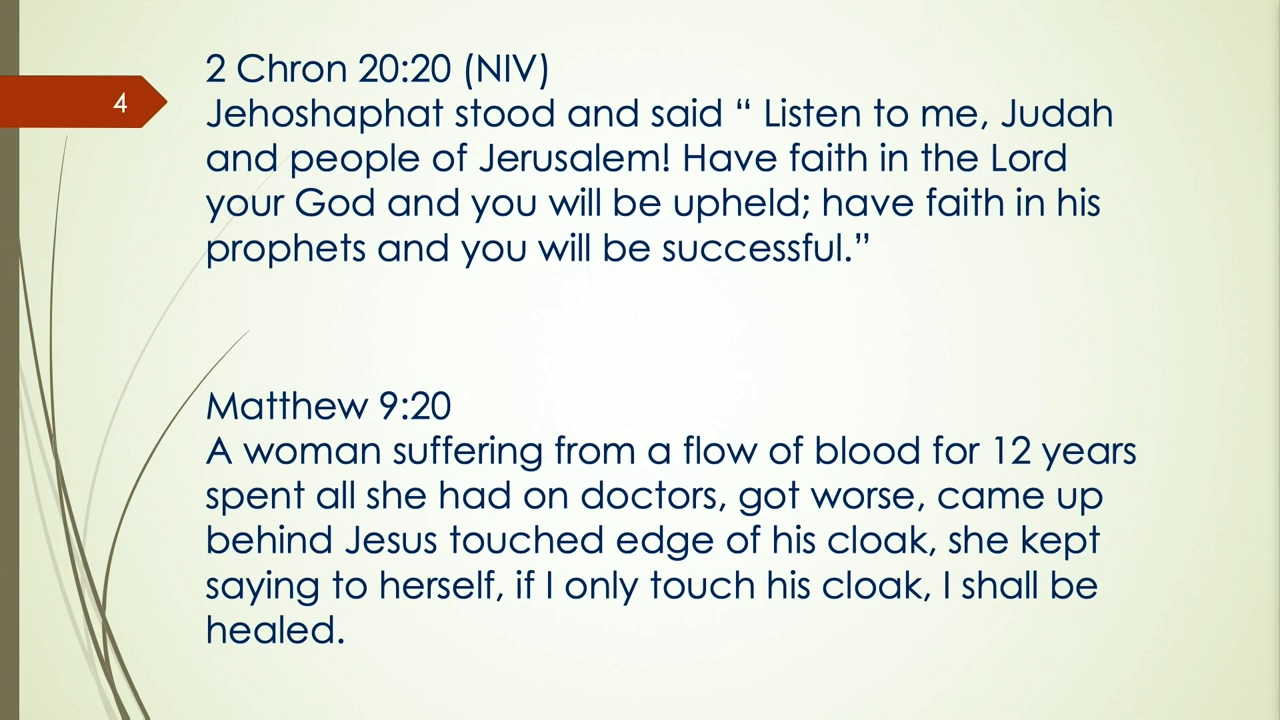 4
2 Chron 20:20 (NIV)
Jehoshaphat stood and said “ Listen to me, Judah
and people of Jerusalem! Have faith in the Lord
your God and you will be upheld; have faith in his
prophets and you will be successful.”
Matthew 9:20
A woman suffering from a flow of blood for 12 years
spent all she had on doctors, got worse, came up
behind Jesus touched edge of his cloak, she kept
saying to herself, if I only touch his cloak, I shall be
healed.